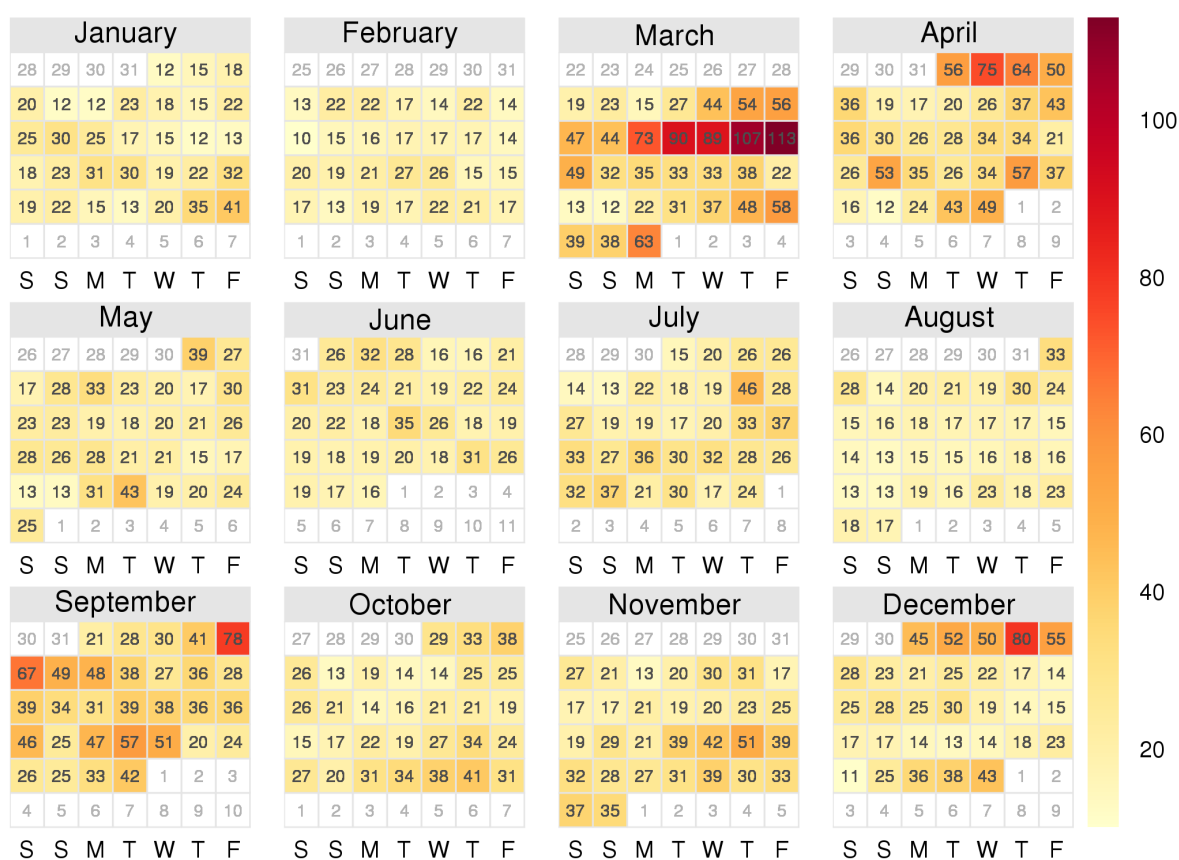 January
28 29 30 31 12 15 18
20 12 12 23 18 15 22
25 30 25 17 15 12 13
18 23 31 30 19 22 32
19 22 15 13 20 35 41
1 2 3 4 5 6 7
S S M T W T F
February
25 26 27 28 29 30 31
13 22 22 17 14 22 14
10 15 16 17 17 17 14
20 19 21 27 26 15 15
17 13 19 17 22 21 17
1 2 3 4 5 6 7
S S M T W T F
March
22 23 24 25 26 27 28
19 23 15 27 44 54 56
47 44 73 90 89 107 113
49 32 35 33 33 38 22
13 12 22 31 37 48 58
39 38 63 1 2 3 4
S S M T W T F
April
29 30 31 56 75 64 50
36 19 17 20 26 37 43
36 30 26 28 34 34 21
26 53 35 26 34 57 37
16 12 24 43 49 1 2
3 4 5 6 7 8 9
S S M T W T F
100
80
60
40
20
May
26 27 28 29 30 39 27
17 28 33 23 20 17 30
23 23 19 18 20 21 26
28 26 28 21 21 15 17
13 13 31 43 19 20 24
25 1 2 3 4 5 6
S S M T W T F
June
31 26 32 28 16 16 21
31 23 24 21 19 22 24
20 22 18 35 26 18 19
19 18 19 20 18 31 26
19 17 16 1 2 3 4
5 6 7 8 9 10 11
S S M T W T F
July
28 29 30 15 20 26 26
14 13 22 18 19 46 28
27 19 19 17 20 33 37
33 27 36 30 32 28 26
32 37 21 30 17 24 1
2 3 4 5 6 7 8
S S M T W T F
August
26 27 28 29 30 31 33
28 14 20 21 19 30 24
15 16 18 17 17 17 15
14 13 15 15 16 18 16
13 13 19 16 23 18 23
18 17 1 2 3 4 5
S S M T W T F
September
30 31 21 28 30 41 78
67 49 48 38 27 36 28
39 34 31 39 38 36 36
46 25 47 57 51 20 24
26 25 33 42 1 2 3
4 5 6 7 8 9 10
S S M T W T F
October
27 28 29 30 29 33 38
26 13 19 14 14 25 25
26 21 14 16 21 21 19
15 17 22 19 27 34 24
27 20 31 34 38 41 31
1 2 3 4 5 6 7
S S M T W T F
November
25 26 27 28 29 30 31
27 21 13 20 30 31 17
17 17 21 19 20 23 25
19 29 21 39 42 51 39
32 28 27 31 39 30 33
37 35 1 2 3 4 5
S S M T W T F
December
29 30 45 52 50 80 55
28 23 21 25 22 17 14
25 28 25 30 19 14 15
17 17 14 13 14 18 23
11 25 36 38 43 1 2
3 4 5 6 7 8 9
S S M T W T F